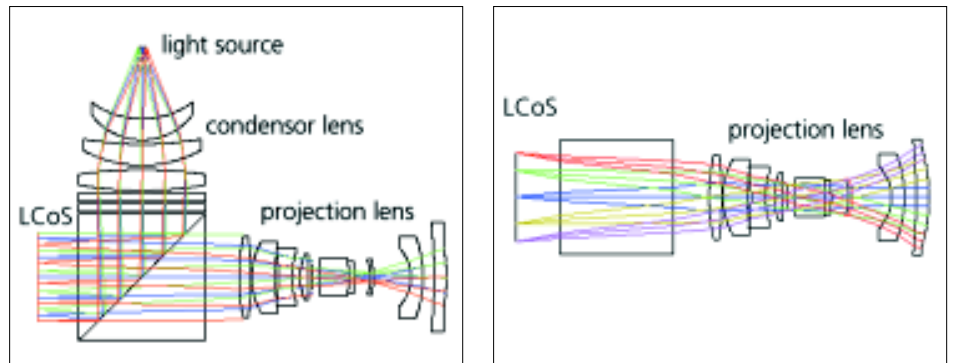 light source
condensor lens
LCoS
projection lens
LCoS
projection lens